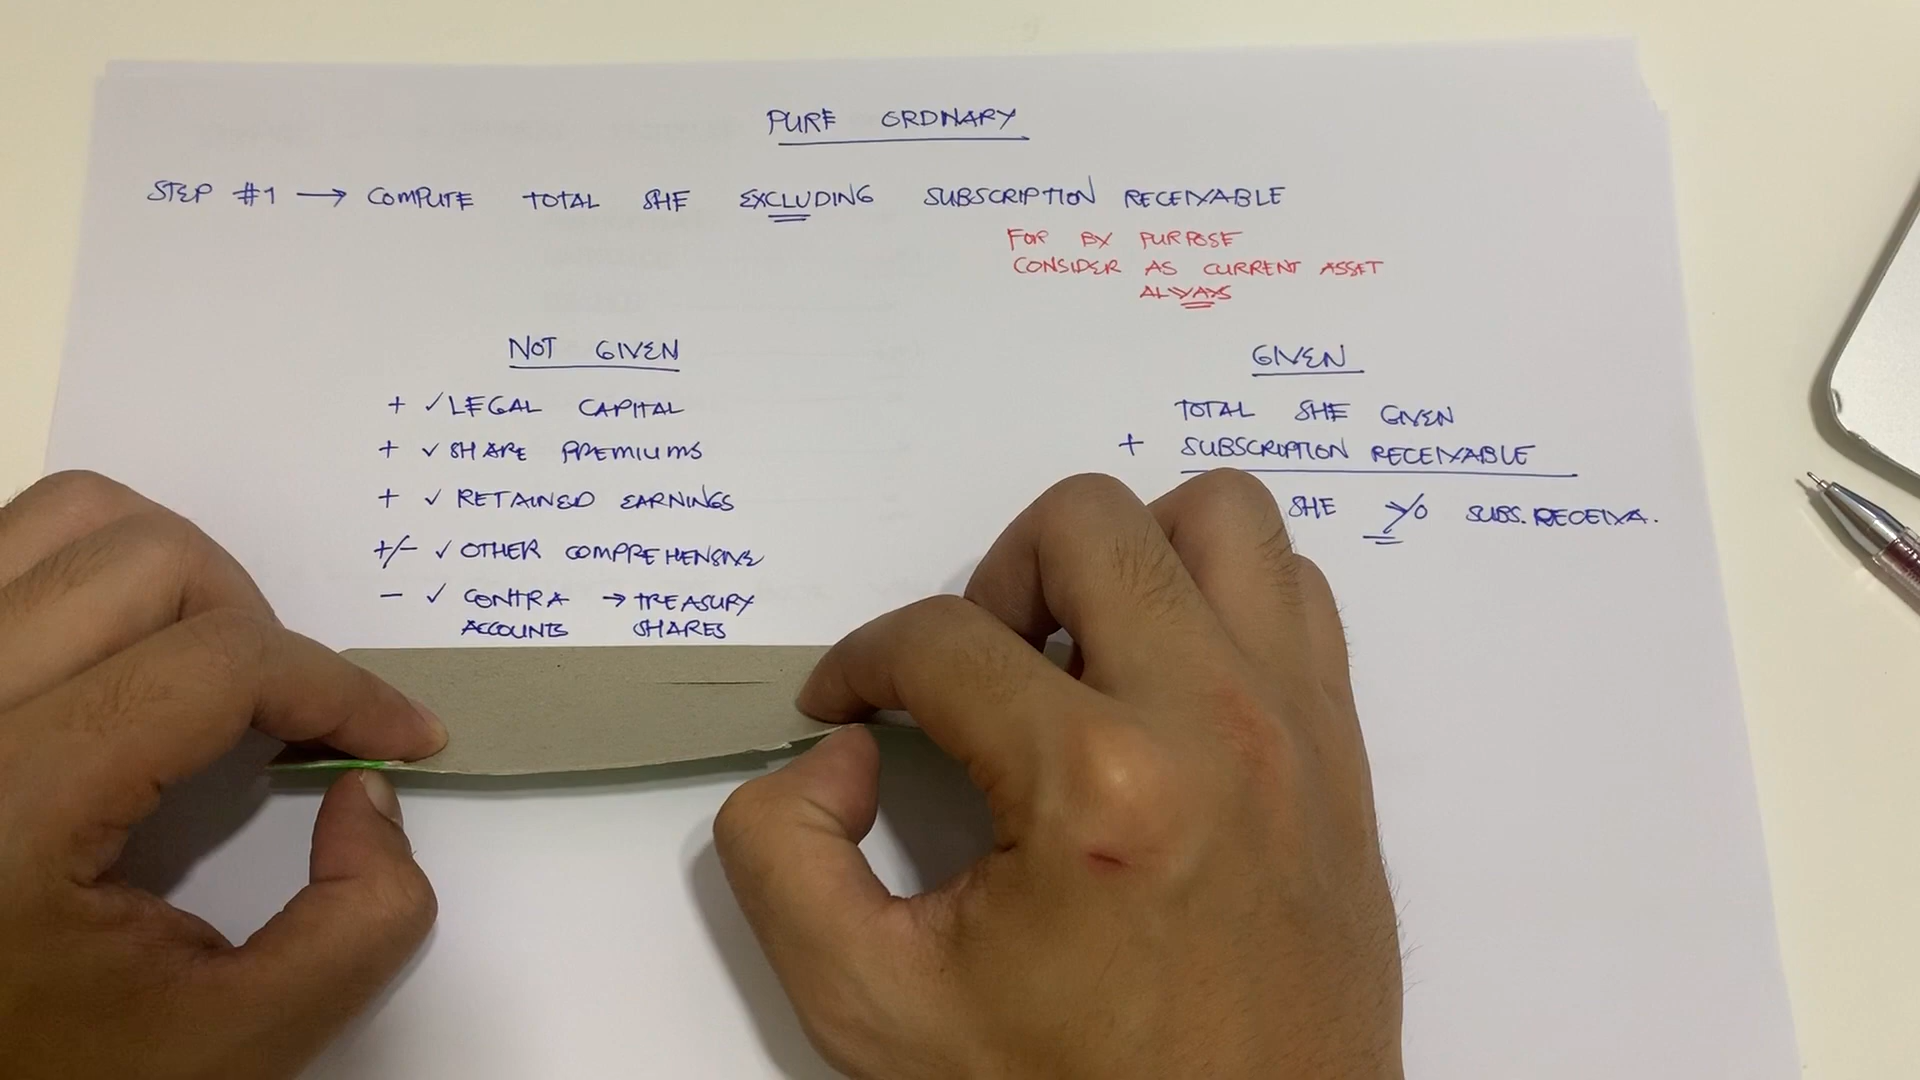 PURE ORDNARY
STEP #1 → COMPUTE TOTAL SHE EXCLUDING SUBSCRIPTION RECEIVABLE
FOR BV PURPOSE
CONSIDER AS CURRENT ASSET
ALWAYS
NOT GIVEN
+ ✓ LEGAL CAPITAL
+ ✓ SHARE PREMIUMS
+ ✓ RETAINED EARNINGS
+/- ✓ OTHER COMPREHENSIVE
- ✓ CONTRA → TREASURY
ACCOUNTS SHARES
GIVEN
TOTAL SHE GIVEN
+ SUBSCRIPTION RECEIVABLE
SHE Y/O SUBS. RECEIVA.